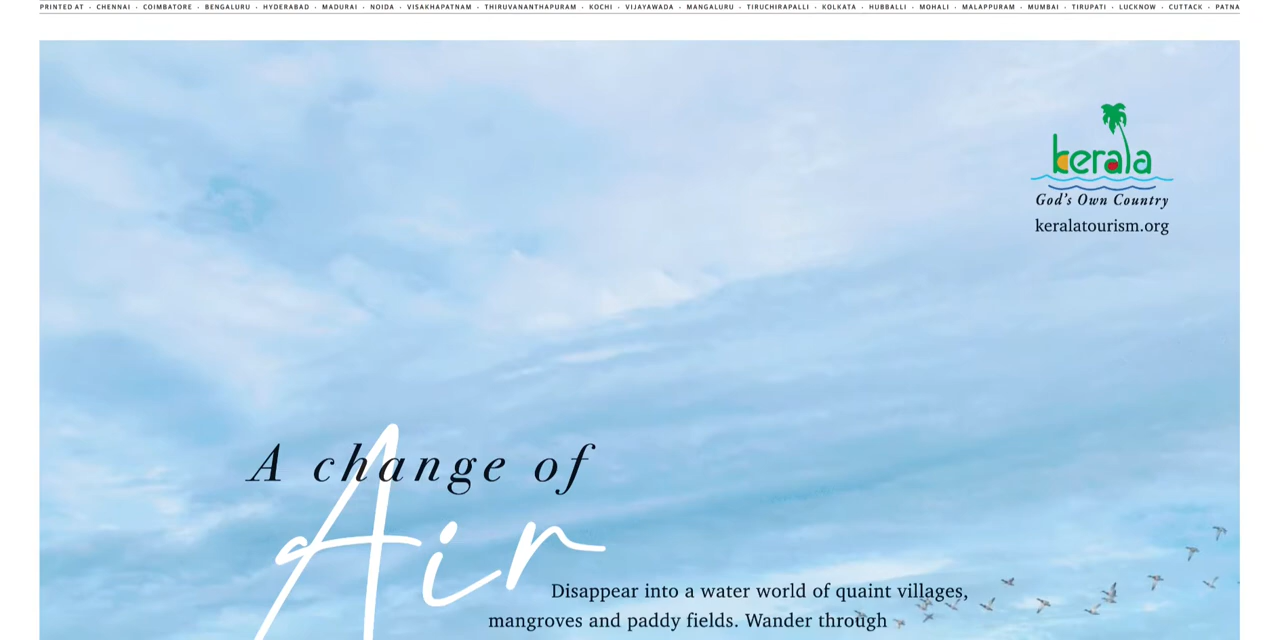 PRINTED AT · CHENNAI · COIMBATORE · BENGALURU · HYDERABAD · MADURAI · NOIDA · VISAKHAPATNAM · THIRUVANANTHAPURAM · KOCHI · VIJAYAWADA · MANGALURU · TIRUCHIRAPALLI · KOLKATA · HUBBALLI · MOHALI · MALAPPURAM · MUMBAI · TIRUPATI · LUCKNOW · CUTTACK · PATNA
kerala
God's Own Country
keralatourism.org
A change of
Air
Disappear into a water world of quaint villages,
mangroves and paddy fields. Wander through